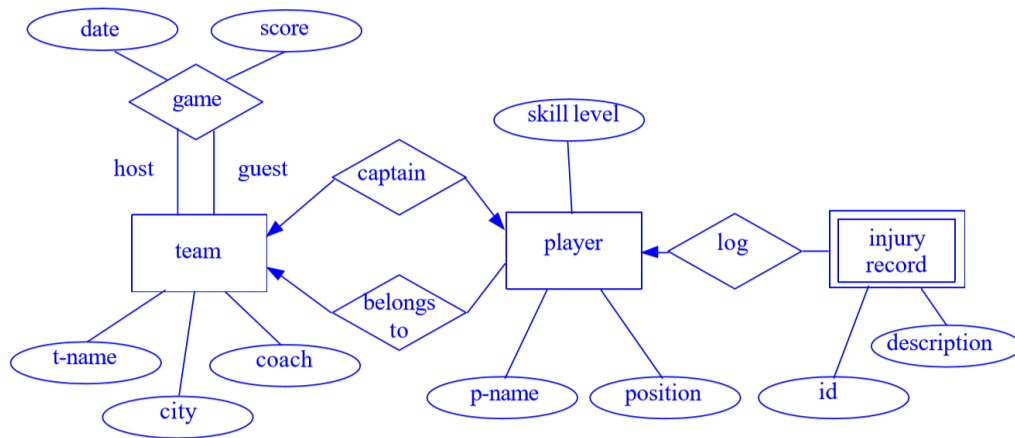 date
score
game
skill level
host
guest
captain
team
player
log
injury
record
belongs
to
t-name
coach
description
city
p-name
position
id